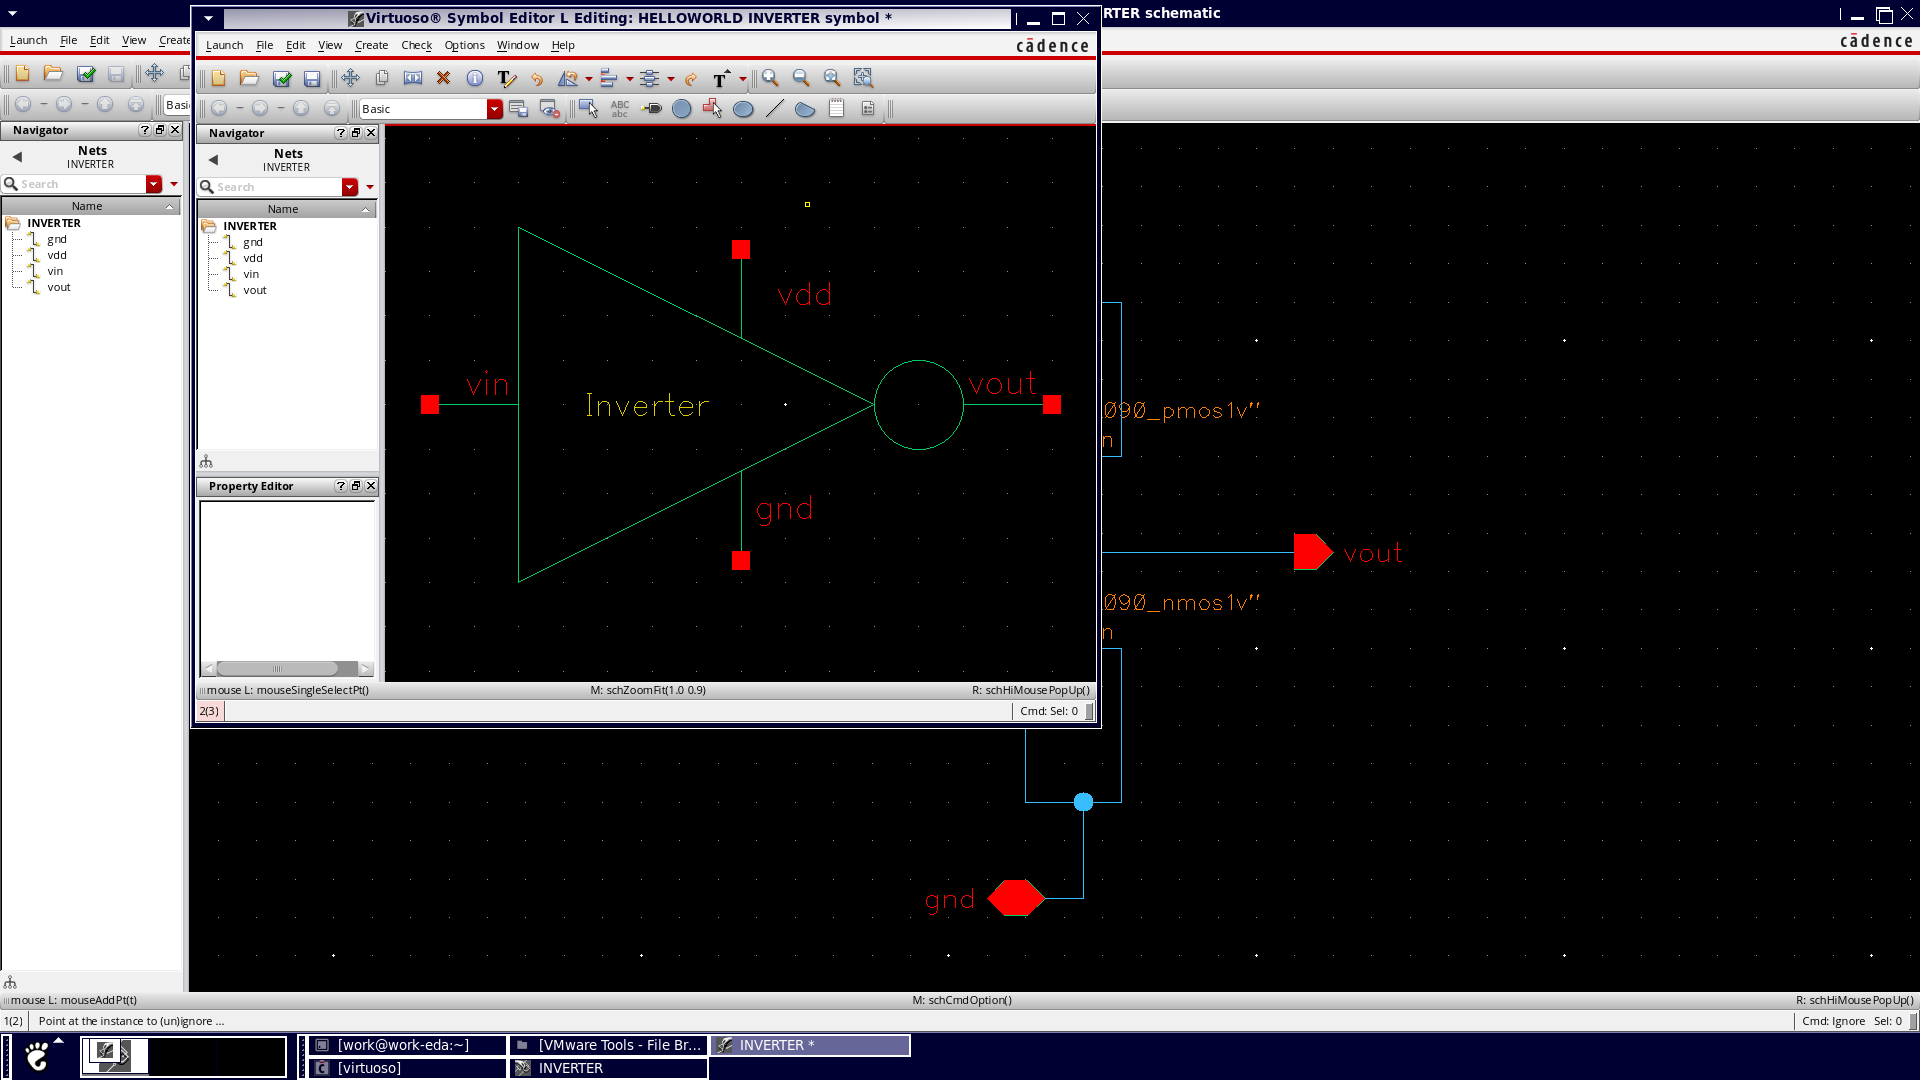 Virtuoso® Symbol Editor L Editing: HELLOWORLD INVERTER symbol *
RTER schematic
Launch File Edit View Create
Launch File Edit View Create Check Options Window Help
cādence
cādence
Basi
Basic
ABC
abc
Navigator
Nets
INVERTER
Search
Name
INVERTER
gnd
vdd
vin
vout
Navigator
Nets
INVERTER
Search
Name
INVERTER
gnd
vdd
vin
vout
Property Editor
vdd
vin
Inverter
vout
gnd
mouse L: mouseSingleSelectPt() M: schZoomFit(1.0 0.9) R: schHiMousePopUp()
2(3) Cmd: Sel: 0
090_pmos1v"
n
vout
090_nmos1v"
n
gnd
mouse L: mouseAddPt(t) M: schCmdOption() R: schHiMousePopUp()
1(2) Point at the instance to (un)ignore ... Cmd: Ignore Sel: 0
[work@work-eda:~] [VMware Tools - File Br... INVERTER *
[virtuoso] INVERTER